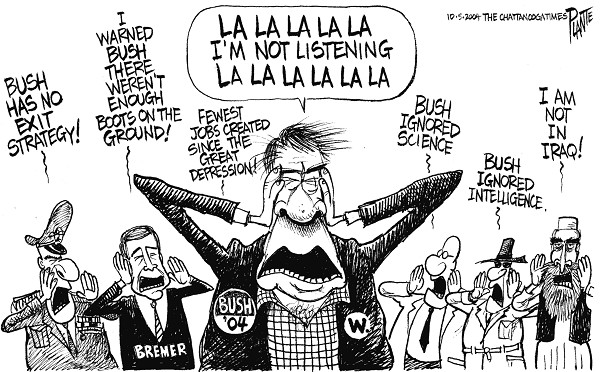 10.5.2004 THE CHATTANOOGA TIMES
PLANTE
BUSH
HAS NO
EXIT
STRATEGY!
I
WARNED
BUSH
THERE
WEREN'T
ENOUGH
BOOTS ON THE
GROUND!
FEWEST
JOBS CREATED
SINCE THE
GREAT
DEPRESSION!
LA LA LA LA LA
I'M NOT LISTENING
LA LA LA LA LA LA
BUSH
IGNORED
SCIENCE
BUSH
IGNORED
INTELLIGENCE.
I AM
NOT
IN
IRAQ!
BREMER
BUSH
'04
W.